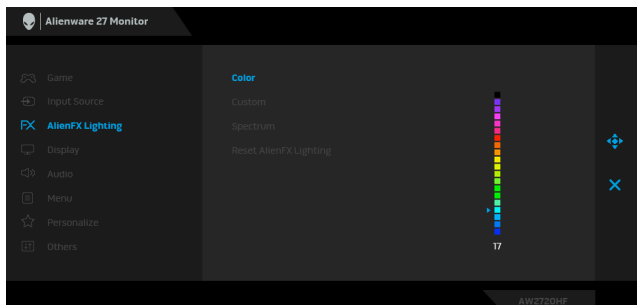 Alienware 27 Monitor
Game
Color
Input Source
Custom
FX AlienFX Lighting
Spectrum
Display
Reset AlienFX Lighting
Audio
Menu
Personalize
Others
17
AW2720HF